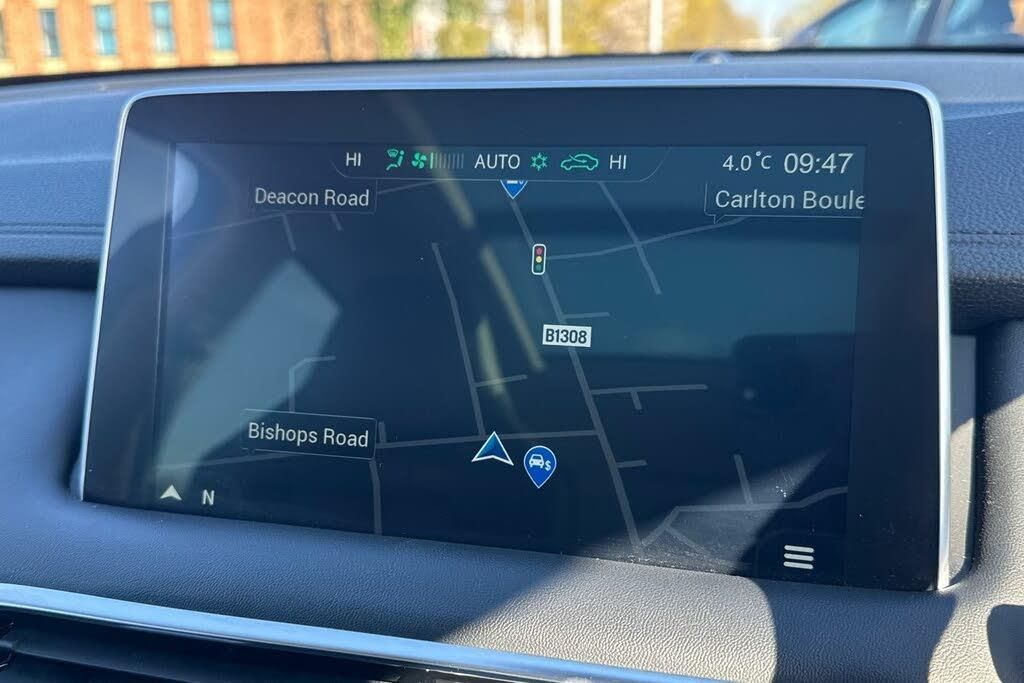 HI AUTO HI 4.0°C 09:47
Deacon Road
Carlton Boule
B1308
Bishops Road
N